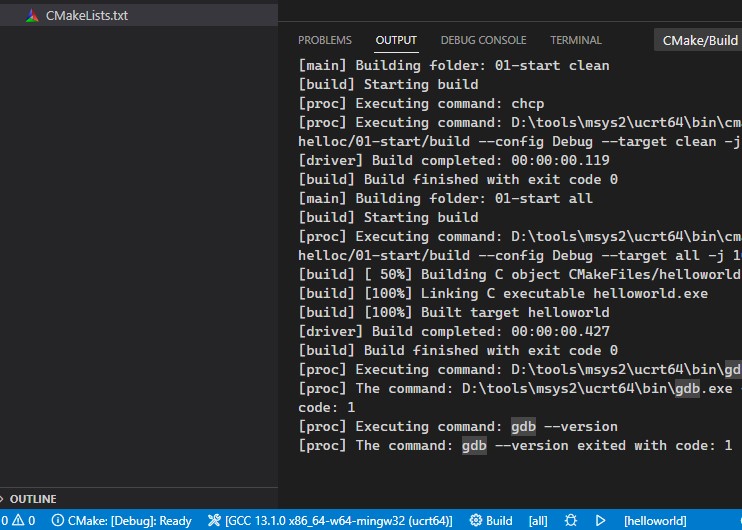 CMakeLists.txt
PROBLEMS OUTPUT DEBUG CONSOLE TERMINAL CMake/Build
[main] Building folder: 01-start clean
[build] Starting build
[proc] Executing command: chcp
[proc] Executing command: D:\tools\msys2\ucrt64\bin\cm
helloc/01-start/build --config Debug --target clean -j
[driver] Build completed: 00:00:00.119
[build] Build finished with exit code 0
[main] Building folder: 01-start all
[build] Starting build
[proc] Executing command: D:\tools\msys2\ucrt64\bin\cm
helloc/01-start/build --config Debug --target all -j 1
[build] [ 50%] Building C object CMakeFiles/helloworld
[build] [100%] Linking C executable helloworld.exe
[build] [100%] Built target helloworld
[driver] Build completed: 00:00:00.427
[build] Build finished with exit code 0
[proc] Executing command: D:\tools\msys2\ucrt64\bin\gd
[proc] The command: D:\tools\msys2\ucrt64\bin\gdb.exe
code: 1
[proc] Executing command: gdb --version
[proc] The command: gdb --version exited with code: 1
OUTLINE
0 0 CMake: [Debug]: Ready [GCC 13.1.0 x86_64-w64-mingw32 (ucrt64)] Build [all] [helloworld]